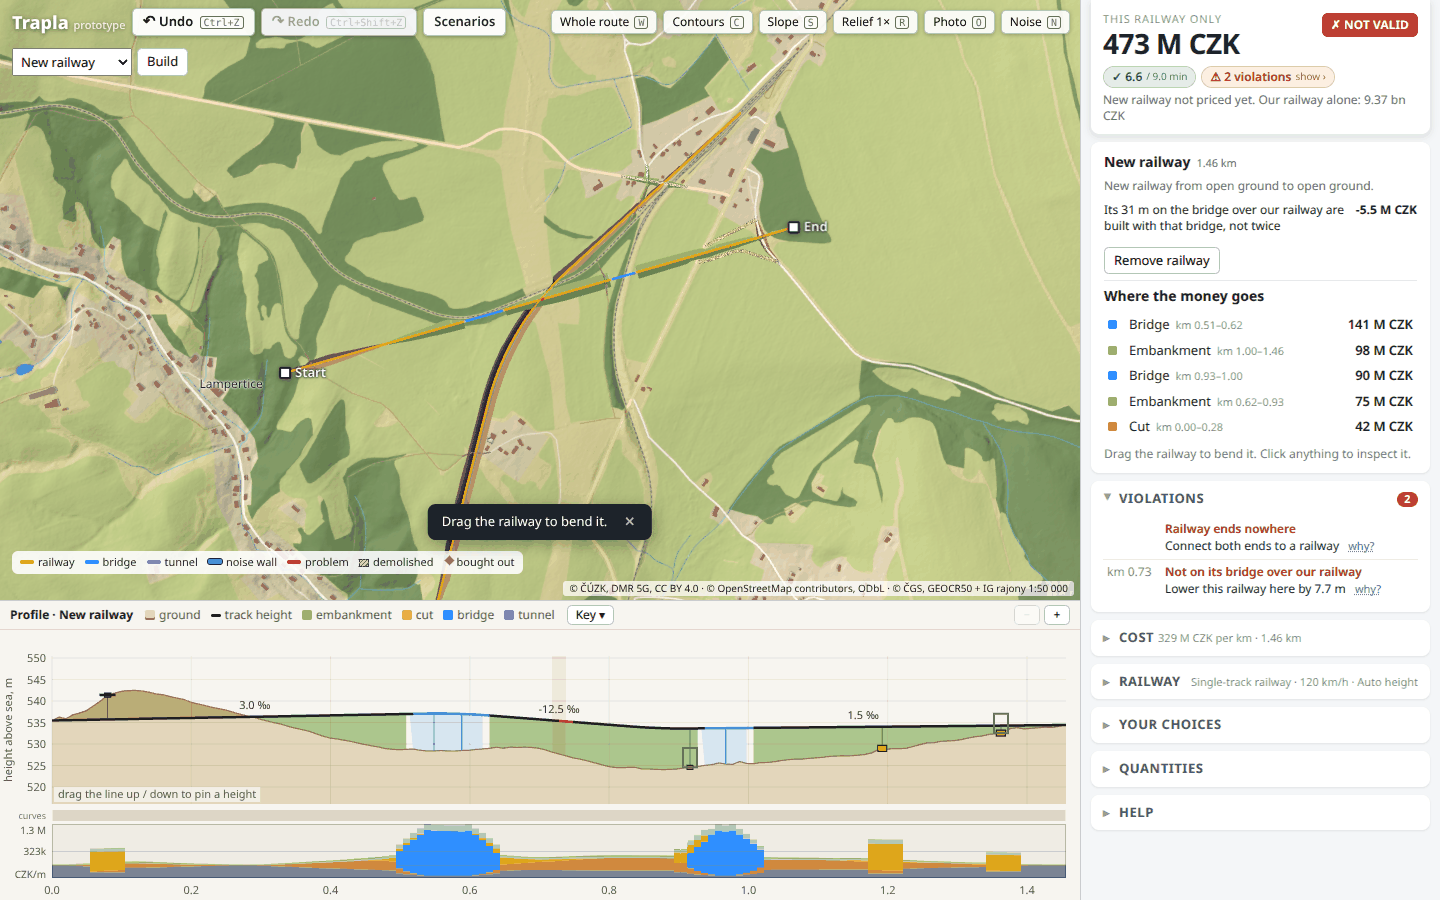 Trapla prototype
↶ Undo Ctrl+Z
↷ Redo Ctrl+Shift+Z
Scenarios
Whole route W
Contours C
Slope S
Relief 1× R
Photo O
Noise N
New railway
Build
Lampertice
Start
End
Drag the railway to bend it. ×
railway bridge tunnel noise wall problem demolished bought out
© ČÚZK, DMR 5G, CC BY 4.0 · © OpenStreetMap contributors, ODbL · © ČGS, GEOCR50 + IG rajony 1:50 000
Profile · New railway ground track height embankment cut bridge tunnel Key ▾ − +
height above sea, m
550
545
540
535
530
525
520
3.0 ‰
-12.5 ‰
1.5 ‰
drag the line up / down to pin a height
curves
1.3 M
323k
CZK/m
0.0 0.2 0.4 0.6 0.8 1.0 1.2 1.4
THIS RAILWAY ONLY
✗ NOT VALID
473 M CZK
✓ 6.6 / 9.0 min
⚠ 2 violations show ›
New railway not priced yet. Our railway alone: 9.37 bn
CZK
New railway 1.46 km
New railway from open ground to open ground.
Its 31 m on the bridge over our railway are -5.5 M CZK
built with that bridge, not twice
Remove railway
Where the money goes
Bridge km 0.51–0.62 141 M CZK
Embankment km 1.00–1.46 98 M CZK
Bridge km 0.93–1.00 90 M CZK
Embankment km 0.62–0.93 75 M CZK
Cut km 0.00–0.28 42 M CZK
Drag the railway to bend it. Click anything to inspect it.
▼ VIOLATIONS 2
Railway ends nowhere
Connect both ends to a railway why?
km 0.73 Not on its bridge over our railway
Lower this railway here by 7.7 m why?
▶ COST 329 M CZK per km · 1.46 km
▶ RAILWAY Single-track railway · 120 km/h · Auto height
▶ YOUR CHOICES
▶ QUANTITIES
▶ HELP